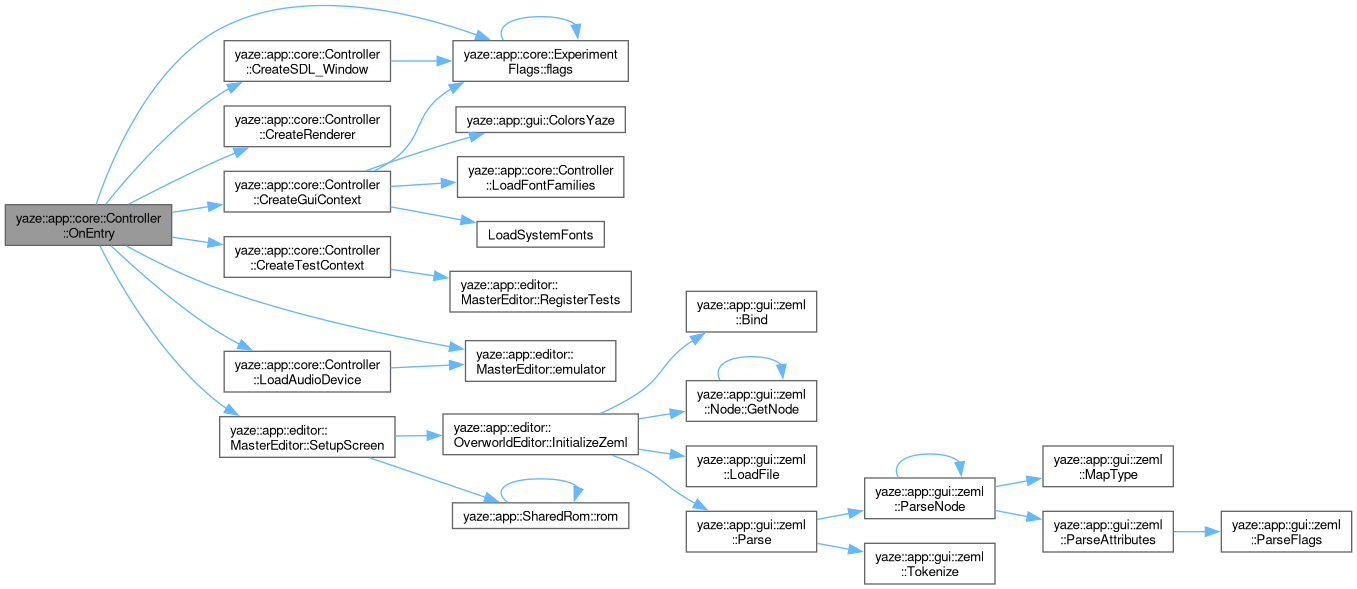 yaze::app::core::Controller
::OnEntry
yaze::app::core::Controller
::CreateSDL_Window
yaze::app::core::Controller
::CreateRenderer
yaze::app::core::Controller
::CreateGuiContext
yaze::app::core::Controller
::CreateTestContext
yaze::app::core::Controller
::LoadAudioDevice
yaze::app::editor::
MasterEditor::SetupScreen
yaze::app::core::Experiment
Flags::flags
yaze::app::gui::ColorsYaze
yaze::app::core::Controller
::LoadFontFamilies
LoadSystemFonts
yaze::app::editor::
MasterEditor::RegisterTests
yaze::app::editor::
MasterEditor::emulator
yaze::app::editor::
OverworldEditor::InitializeZeml
yaze::app::SharedRom::rom
yaze::app::gui::zeml
::Bind
yaze::app::gui::zeml
::Node::GetNode
yaze::app::gui::zeml
::LoadFile
yaze::app::gui::zeml
::Parse
yaze::app::gui::zeml
::ParseNode
yaze::app::gui::zeml
::Tokenize
yaze::app::gui::zeml
::MapType
yaze::app::gui::zeml
::ParseAttributes
yaze::app::gui::zeml
::ParseFlags